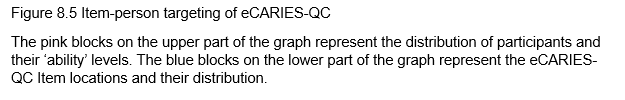 Figure 8.5 Item-person targeting of eCARIES-QC
The pink blocks on the upper part of the graph represent the distribution of participants and
their ‘ability’ levels. The blue blocks on the lower part of the graph represent the eCARIES-
QC Item locations and their distribution.